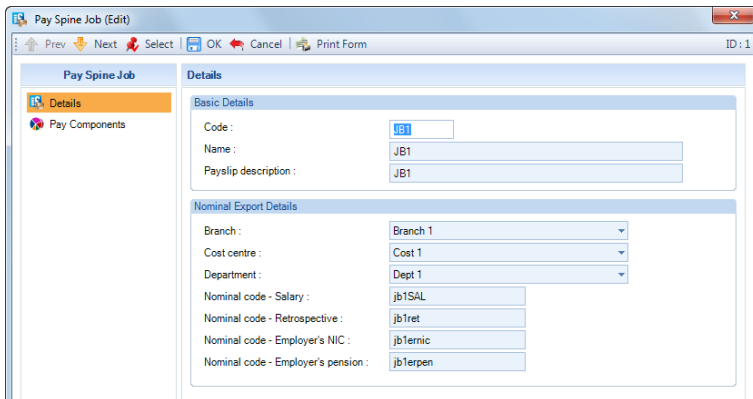 Pay Spine Job (Edit)
Prev Next Select OK Cancel Print Form ID : 1
Pay Spine Job
Details
Pay Components
Details
Basic Details
Code : JB1
Name : JB1
Payslip description : JB1
Nominal Export Details
Branch : Branch 1
Cost centre : Cost 1
Department : Dept 1
Nominal code - Salary : jb1SAL
Nominal code - Retrospective : jb1ret
Nominal code - Employer's NIC : jb1ernic
Nominal code - Employer's pension : jb1erpen